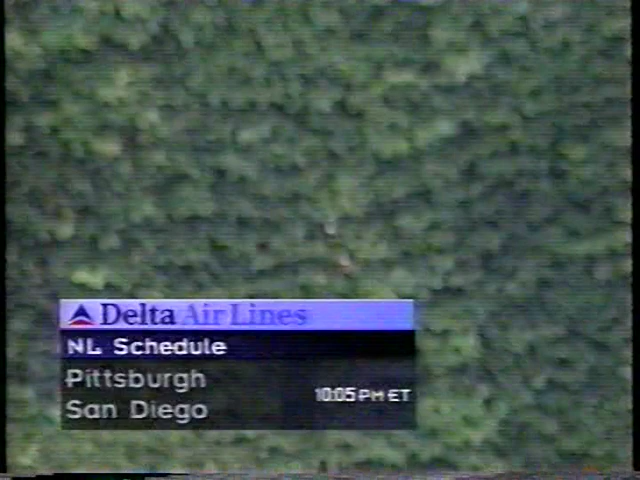 Delta Air Lines
NL Schedule
Pittsburgh
San Diego
10:05 PM ET